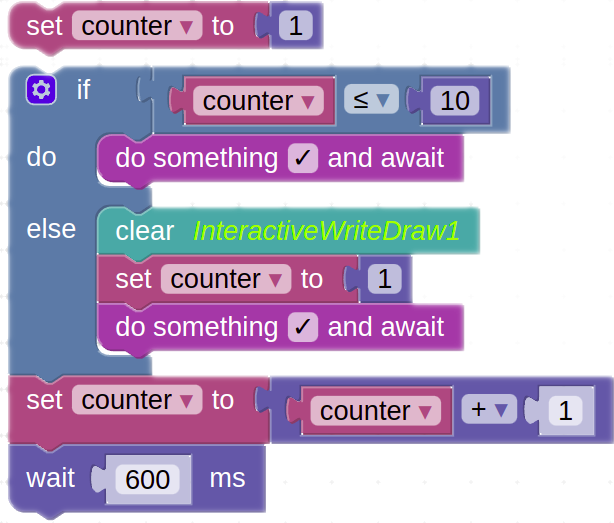 set counter ▾ to 1
if counter ▾ ≤ ▾ 10
do do something ✓ and await
else clear InteractiveWriteDraw1
set counter ▾ to 1
do something ✓ and await
set counter ▾ to counter ▾ + ▾ 1
wait 600 ms